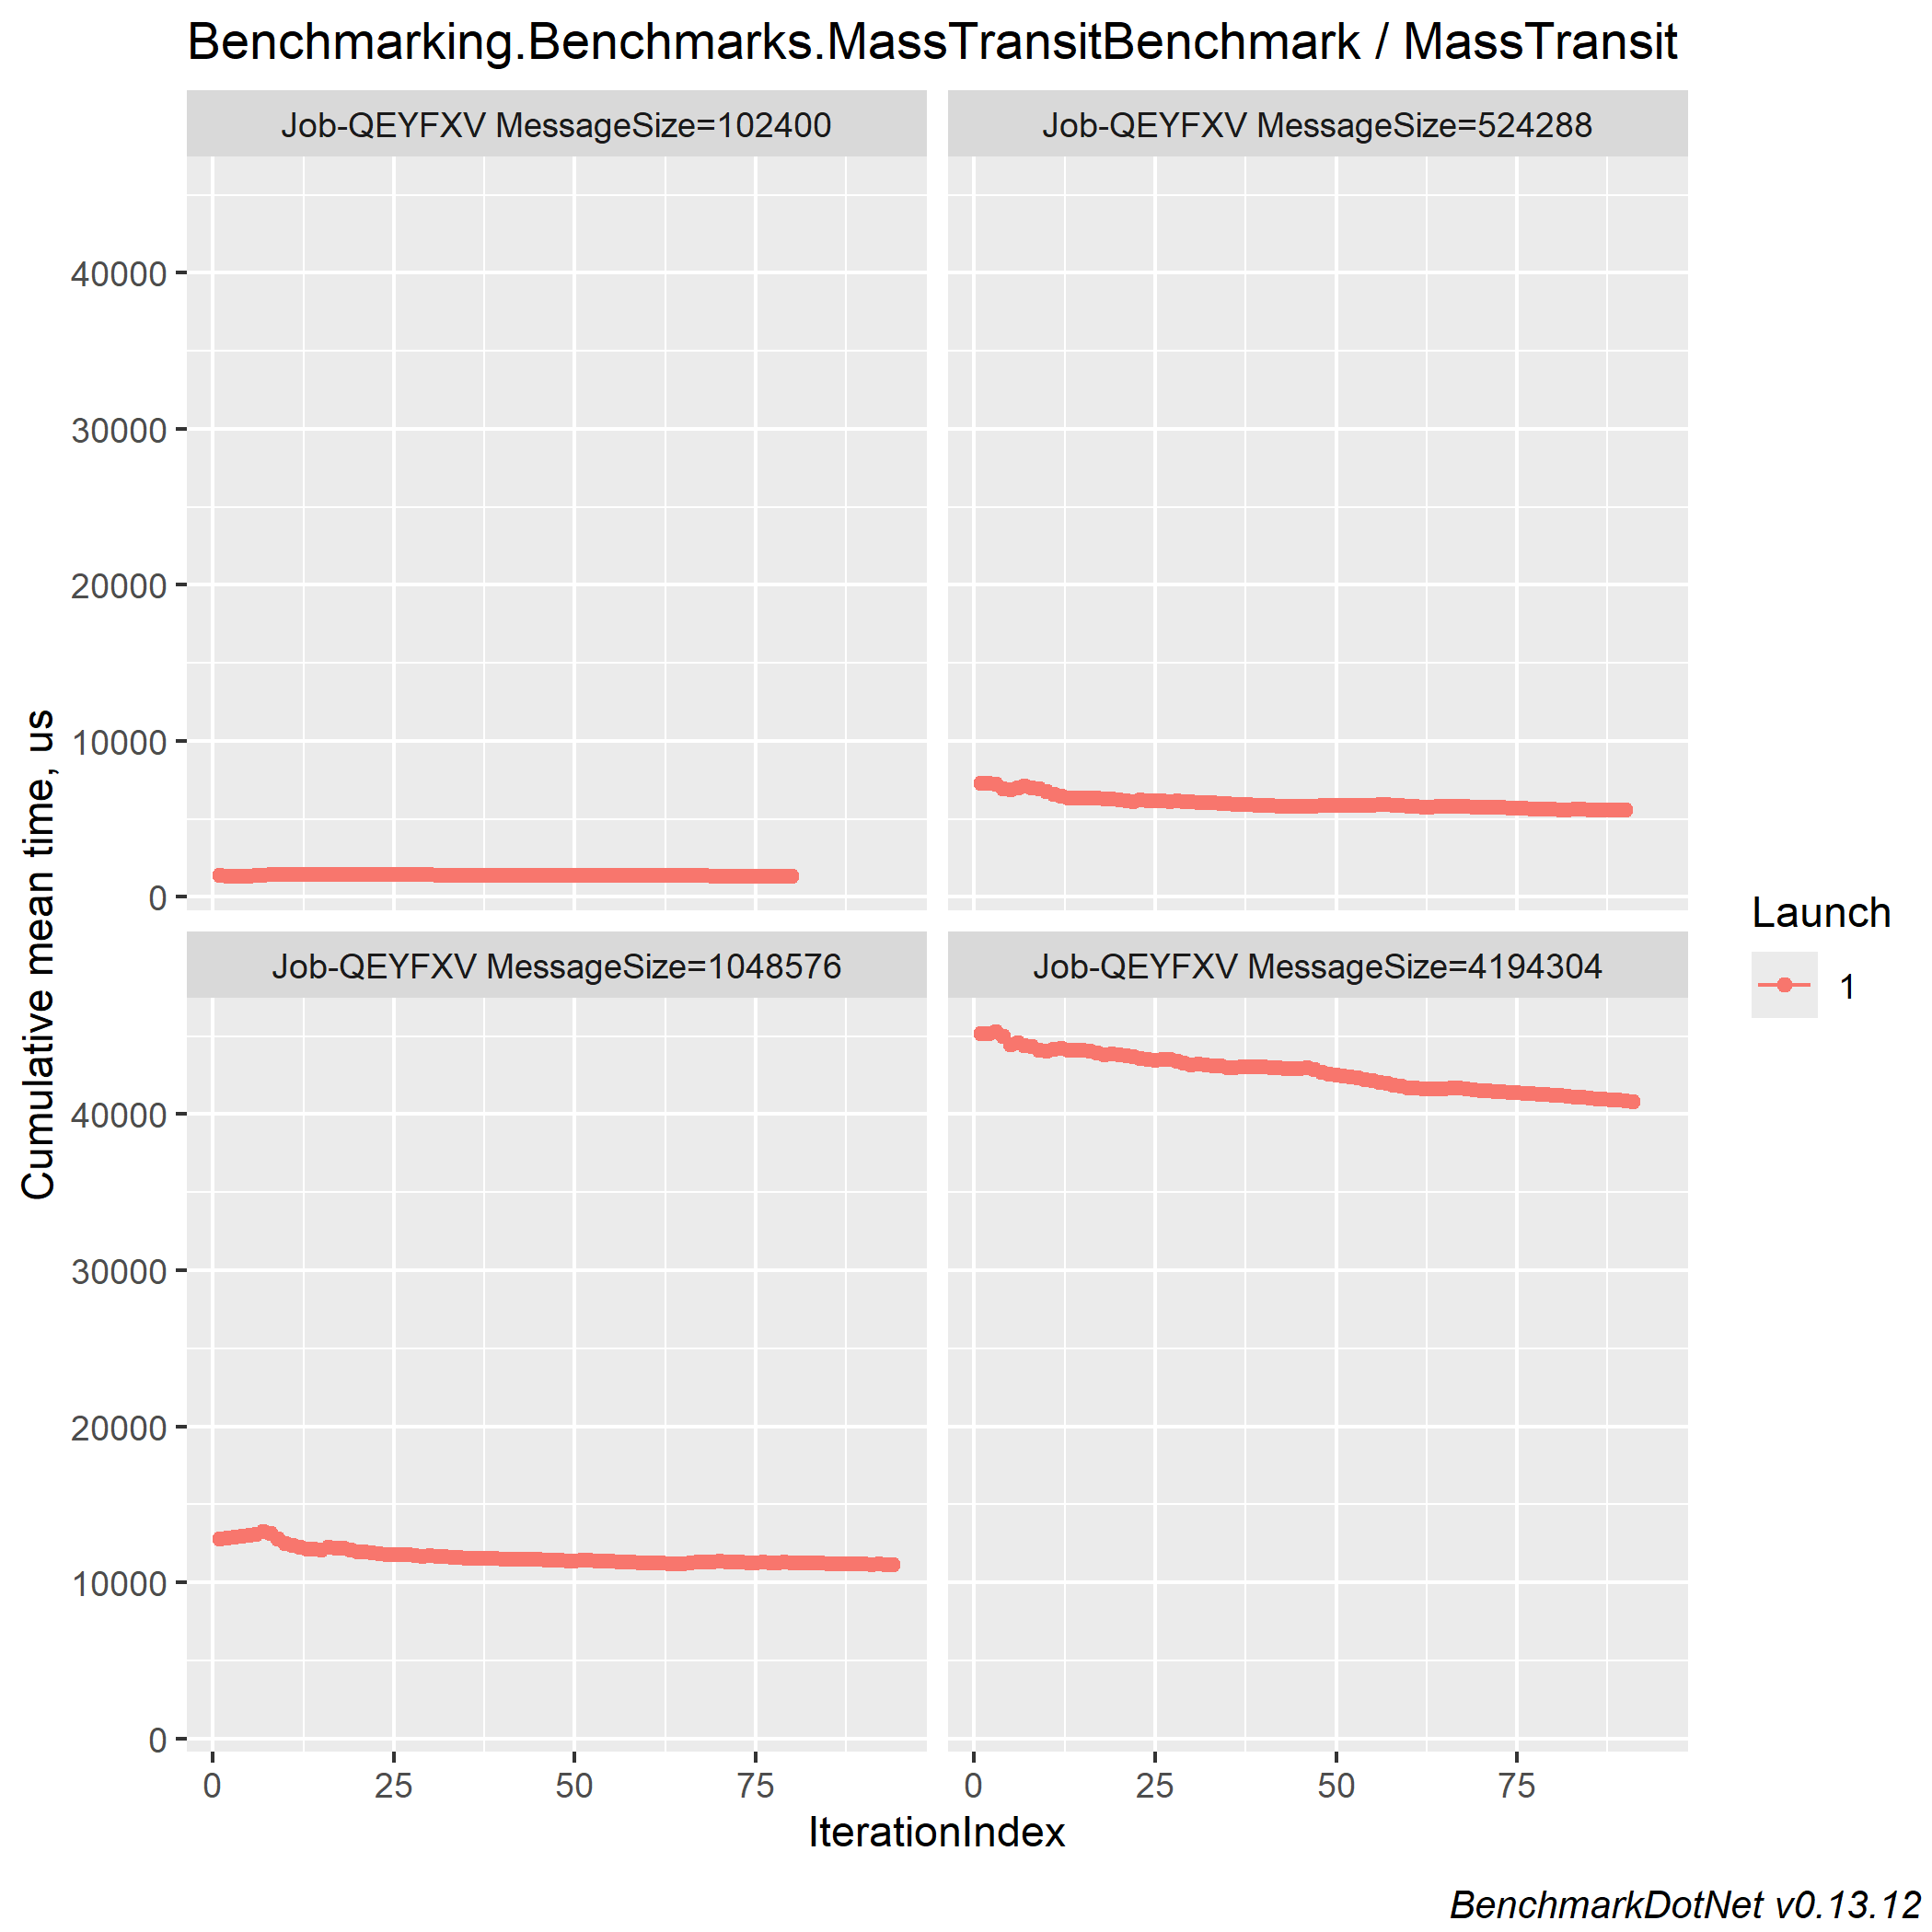 Benchmarking.Benchmarks.MassTransitBenchmark / MassTransit
Job-QEYFXV MessageSize=102400
Job-QEYFXV MessageSize=524288
40000
30000
20000
10000
0
Job-QEYFXV MessageSize=1048576
Job-QEYFXV MessageSize=4194304
40000
30000
20000
10000
0
0 25 50 75
0 25 50 75
Cumulative mean time, us
IterationIndex
Launch
1
BenchmarkDotNet v0.13.12